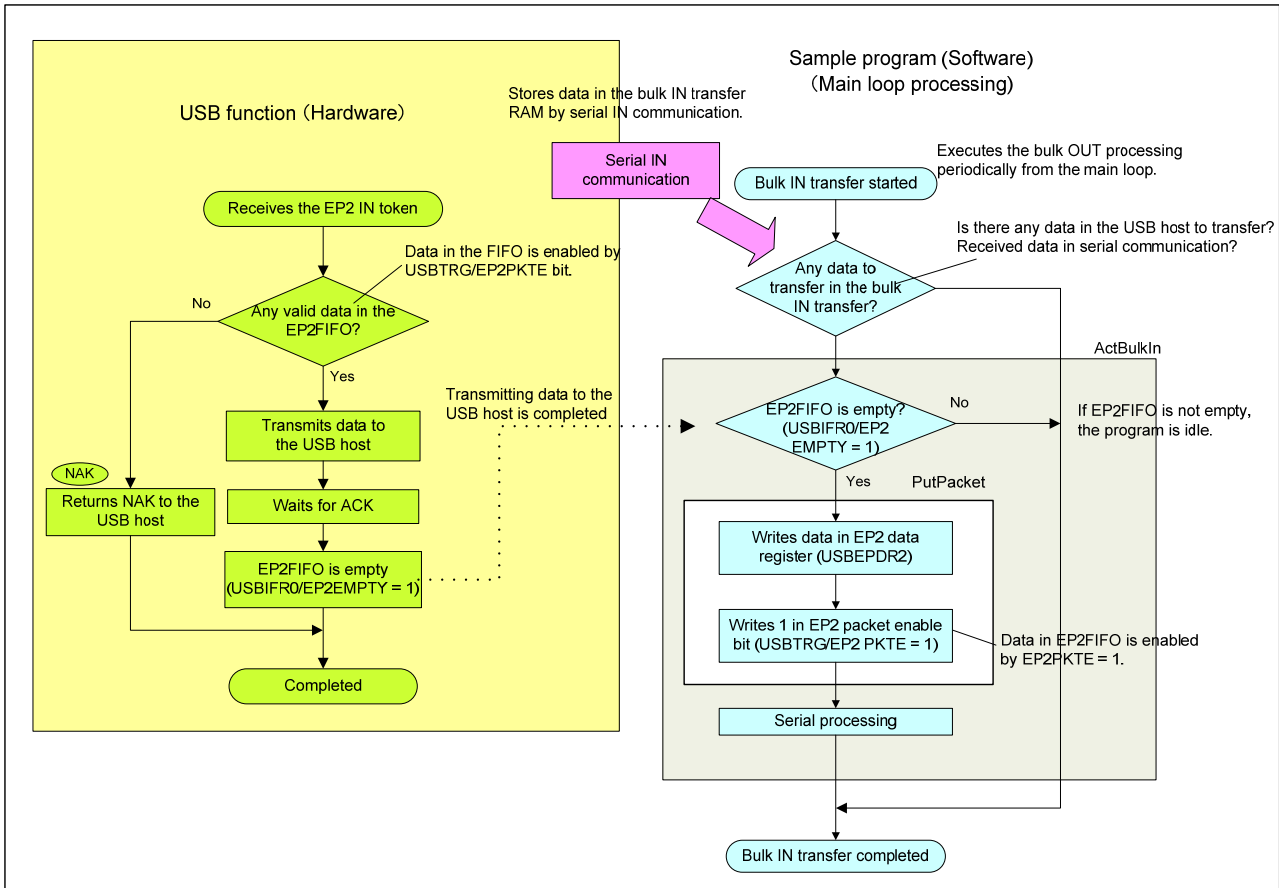 USB function (Hardware)
Receives the EP2 IN token
Data in the FIFO is enabled by
USBTRG/EP2PKTE bit.
No
Any valid data in the
EP2FIFO?
Yes
Transmits data to
the USB host
NAK
Returns NAK to the
USB host
Waits for ACK
EP2FIFO is empty
(USBIFR0/EP2EMPTY = 1)
Completed
Transmitting data to the
USB host is completed
Sample program (Software)
(Main loop processing)
Stores data in the bulk IN transfer
RAM by serial IN communication.
Serial IN
communication
Executes the bulk OUT processing
periodically from the main loop.
Bulk IN transfer started
Is there any data in the USB host to transfer?
Received data in serial communication?
Any data to
transfer in the bulk
IN transfer?
ActBulkIn
EP2FIFO is empty?
(USBIFR0/EP2
EMPTY = 1)
No
If EP2FIFO is not empty,
the program is idle.
Yes
PutPacket
Writes data in EP2 data
register (USBEPDR2)
Writes 1 in EP2 packet enable
bit (USBTRG/EP2 PKTE = 1)
Data in EP2FIFO is enabled
by EP2PKTE = 1.
Serial processing
Bulk IN transfer completed